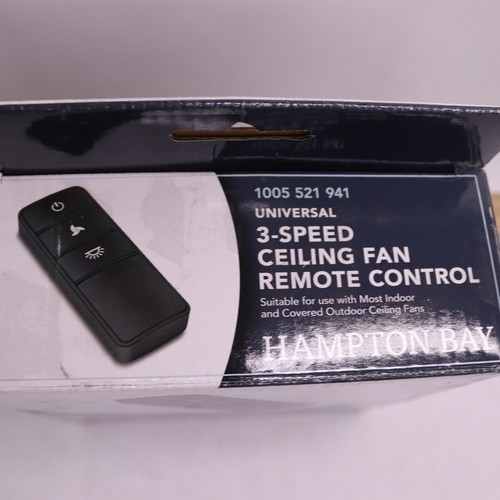 1005 521 941
UNIVERSAL
3-SPEED
CEILING FAN
REMOTE CONTROL
Suitable for use with Most Indoor
and Covered Outdoor Ceiling Fans
HAMPTON BAY